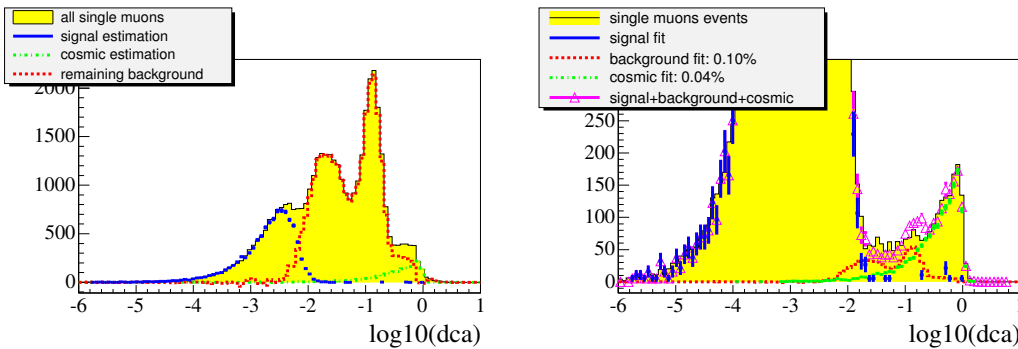 all single muons
signal estimation
cosmic estimation
remaining background
2000
1500
1000
500
0
-6 -5 -4 -3 -2 -1 0 1
log10(dca)
single muons events
signal fit
background fit: 0.10%
cosmic fit: 0.04%
signal+background+cosmic
250
200
150
100
50
0
-6 -5 -4 -3 -2 -1 0 1
log10(dca)